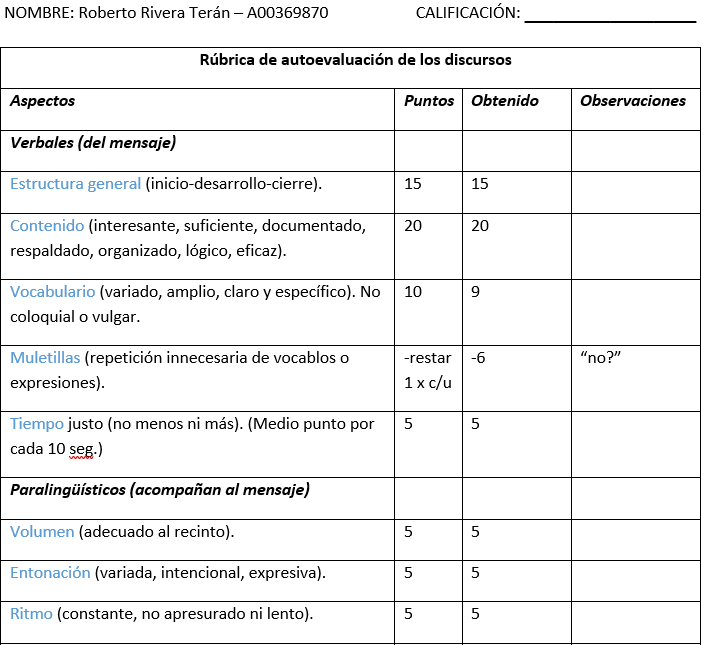 NOMBRE: Roberto Rivera Terán – A00369870 CALIFICACIÓN: ____________________
Rúbrica de autoevaluación de los discursos
Aspectos Puntos Obtenido Observaciones
Verbales (del mensaje)
Estructura general (inicio-desarrollo-cierre). 15 15
Contenido (interesante, suficiente, documentado, 20 20
respaldado, organizado, lógico, eficaz).
Vocabulario (variado, amplio, claro y específico). No 10 9
coloquial o vulgar.
Muletillas (repetición innecesaria de vocablos o -restar -6 “no?”
expresiones). 1 x c/u
Tiempo justo (no menos ni más). (Medio punto por 5 5
cada 10 seg.)
Paralingüísticos (acompañan al mensaje)
Volumen (adecuado al recinto). 5 5
Entonación (variada, intencional, expresiva). 5 5
Ritmo (constante, no apresurado ni lento). 5 5